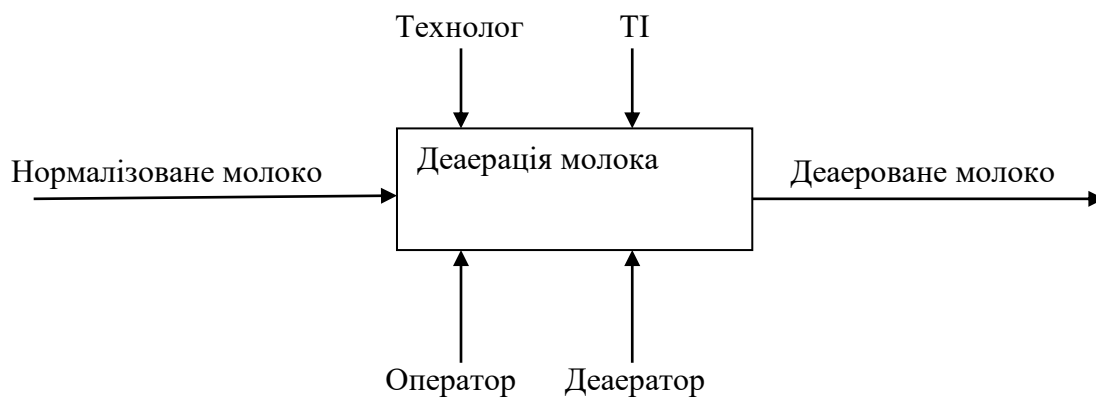 Технолог ТІ
Деаерація молока
Нормалізоване молоко
Деаероване молоко
Оператор Деаератор